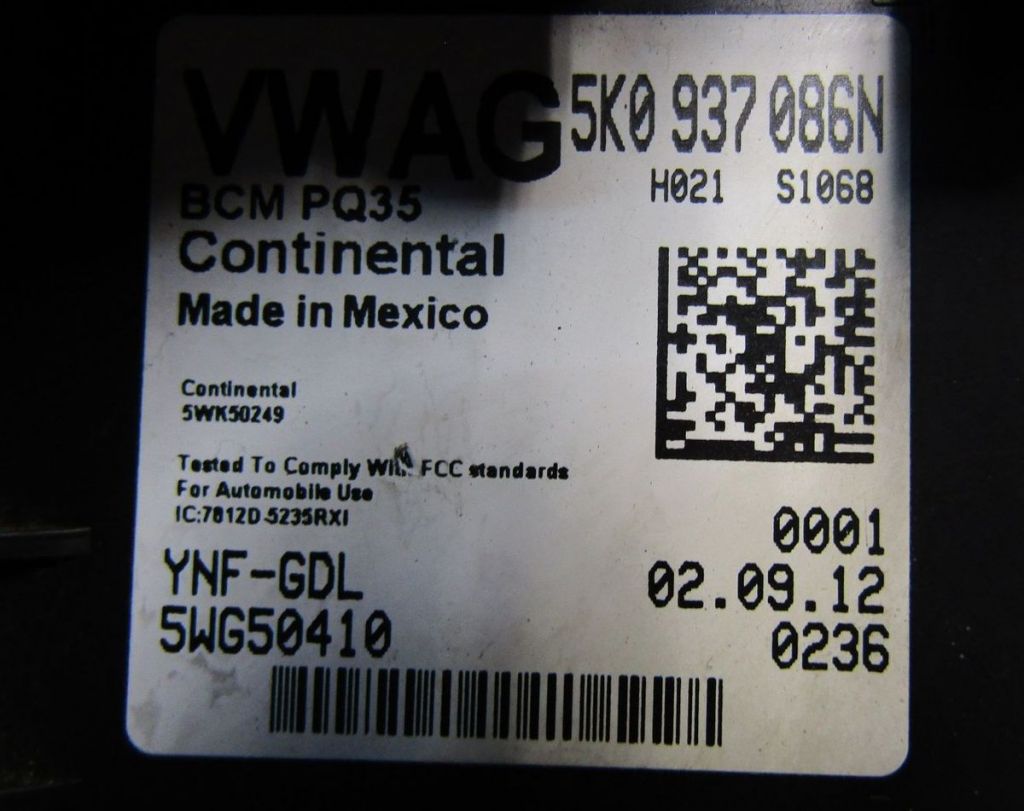 VWAG 5K0 937 086N
H021 S1068
BCM PQ35
Continental
Made in Mexico
Continental
5WK50249
Tested To Comply With FCC standards
For Automobile Use
IC:7812D-5235RXI
0001
YNF-GDL
02.09.12
5WG50410
0236